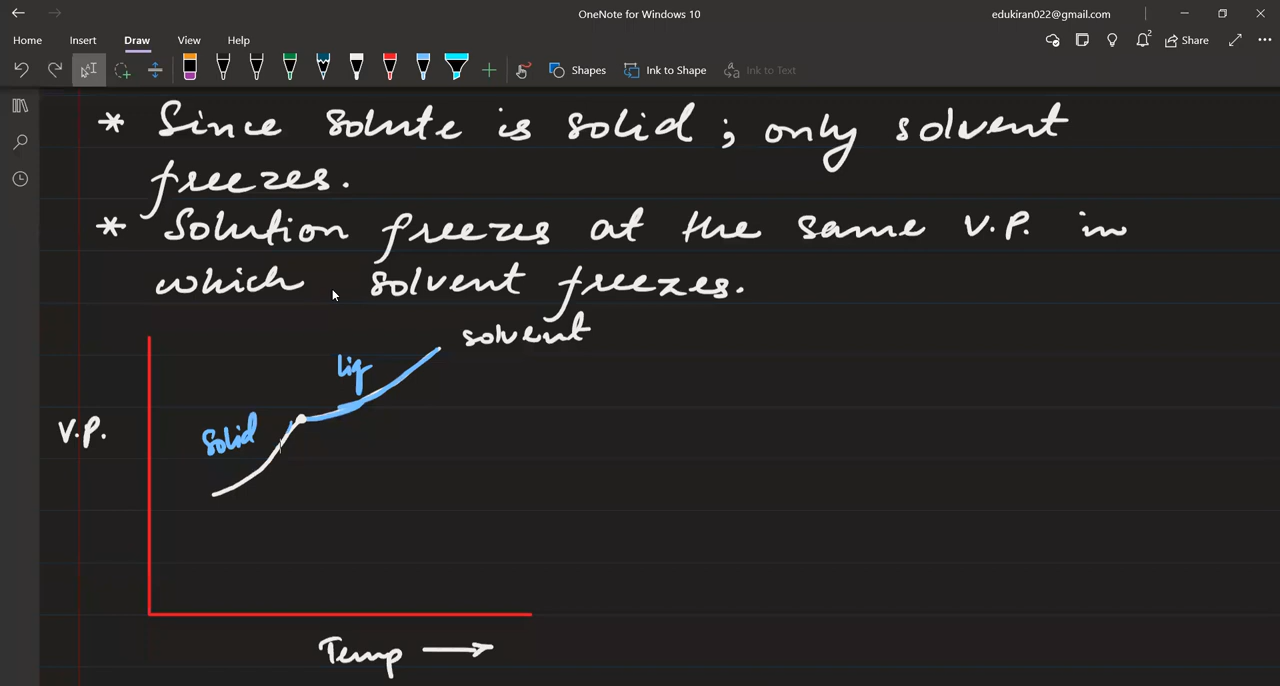 OneNote for Windows 10
edukiran022@gmail.com
Home Insert Draw View Help
Share
Shapes Ink to Shape Ink to Text
* Since solute is solid ; only solvent
freezes.
* Solution freezes at the same V.P. in
which solvent freezes.
solvent
liq
Solid
V.P.
Temp